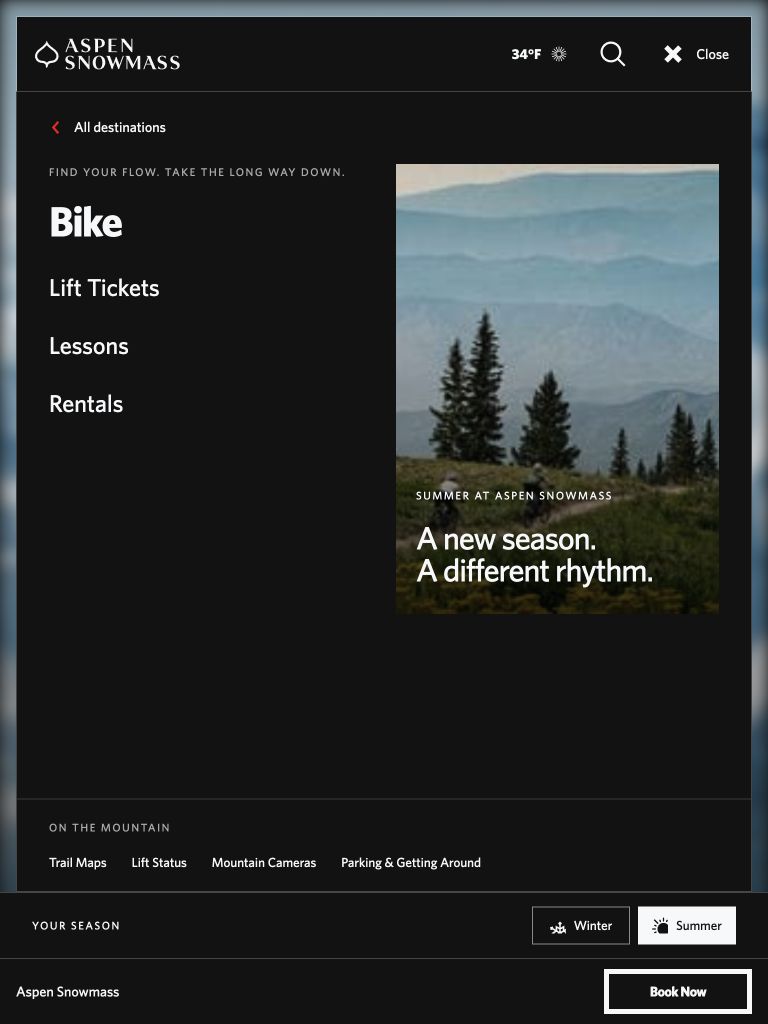 ASPEN
SNOWMASS
34°F
Close
All destinations
FIND YOUR FLOW. TAKE THE LONG WAY DOWN.
Bike
Lift Tickets
Lessons
Rentals
SUMMER AT ASPEN SNOWMASS
A new season.
A different rhythm.
ON THE MOUNTAIN
Trail Maps Lift Status Mountain Cameras Parking & Getting Around
YOUR SEASON
Winter Summer
Aspen Snowmass
Book Now